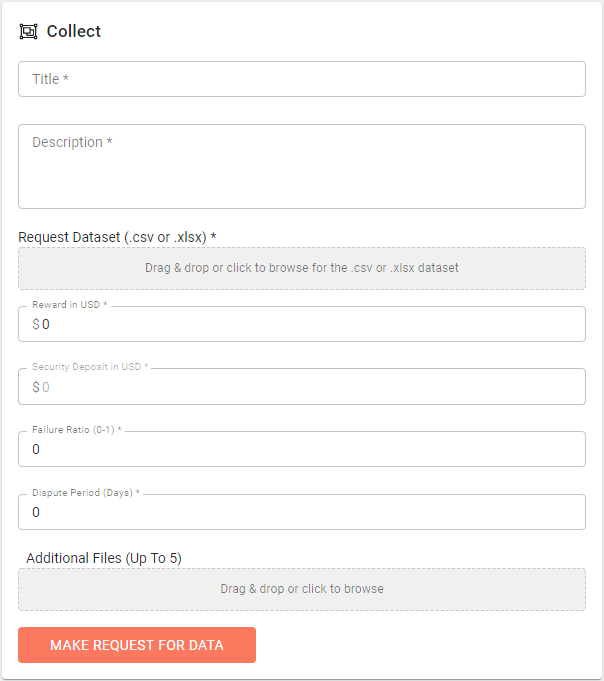 Collect
Title *
Description *
Request Dataset (.csv or .xlsx) *
Drag & drop or click to browse for the .csv or .xlsx dataset
Reward in USD *
$ 0
Security Deposit in USD *
$ 0
Failure Ratio (0-1) *
0
Dispute Period (Days) *
0
Additional Files (Up To 5)
Drag & drop or click to browse
MAKE REQUEST FOR DATA